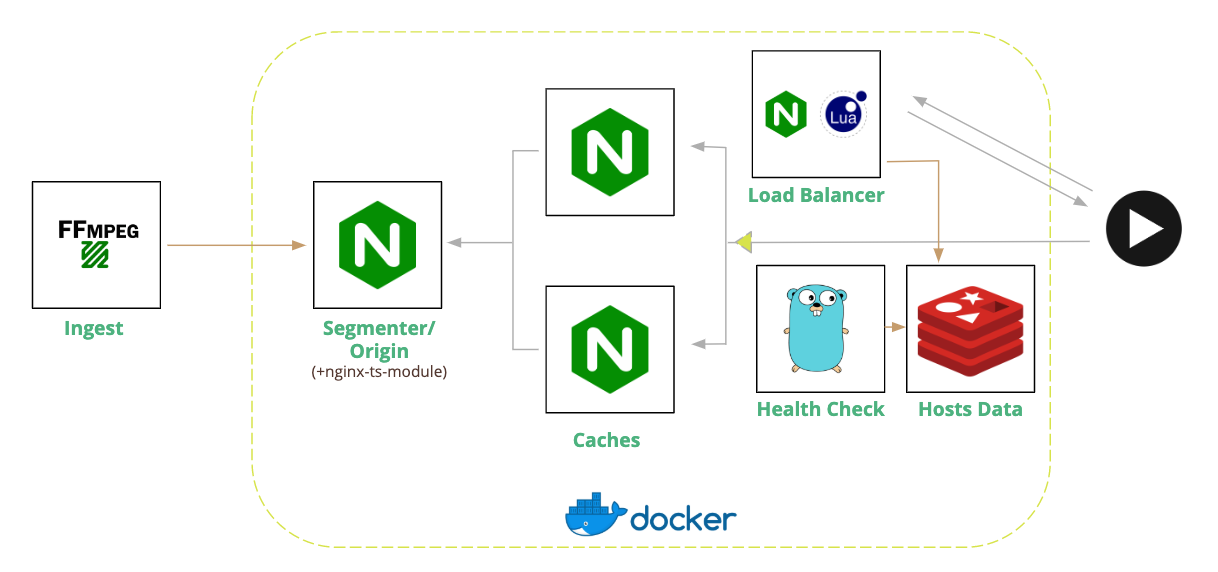 Lua
Load Balancer
FFMPEG
Ingest
Segmenter/
Origin
(+nginx-ts-module)
Caches
Health Check
Hosts Data
docker
N
N
N
N